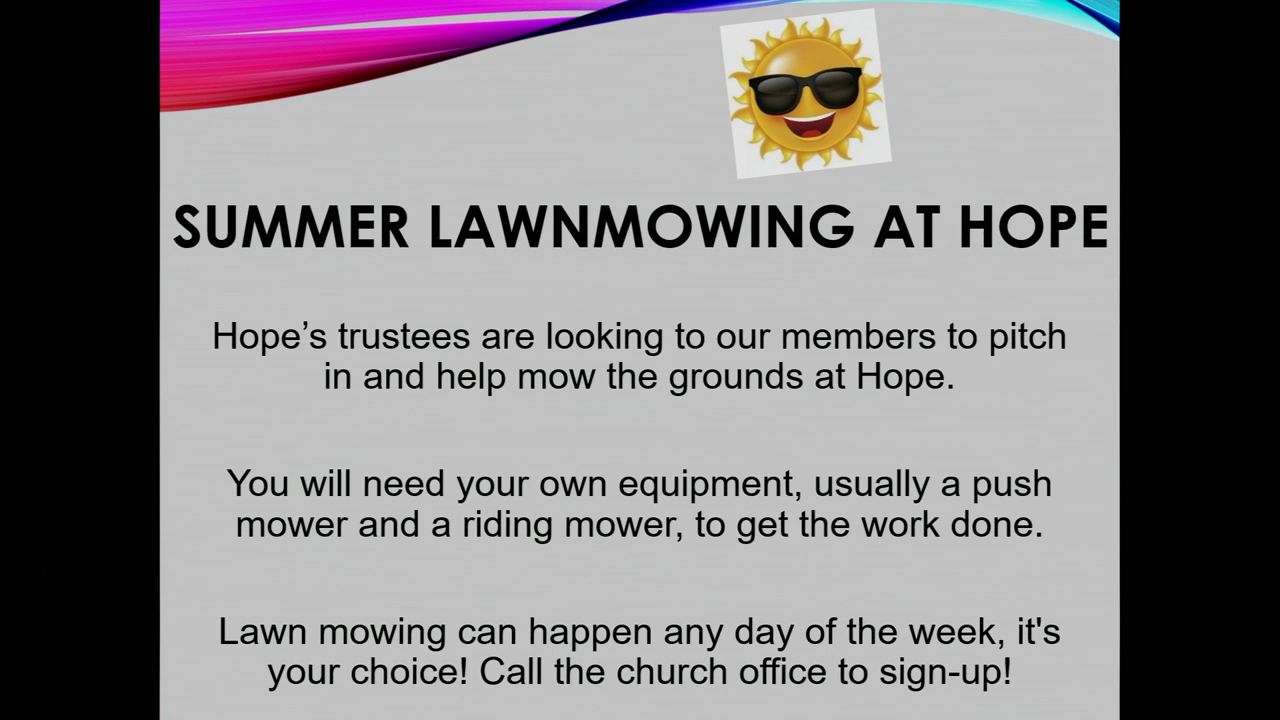 SUMMER LAWNMOWING AT HOPE
Hope’s trustees are looking to our members to pitch
in and help mow the grounds at Hope.
You will need your own equipment, usually a push
mower and a riding mower, to get the work done.
Lawn mowing can happen any day of the week, it's
your choice! Call the church office to sign-up!